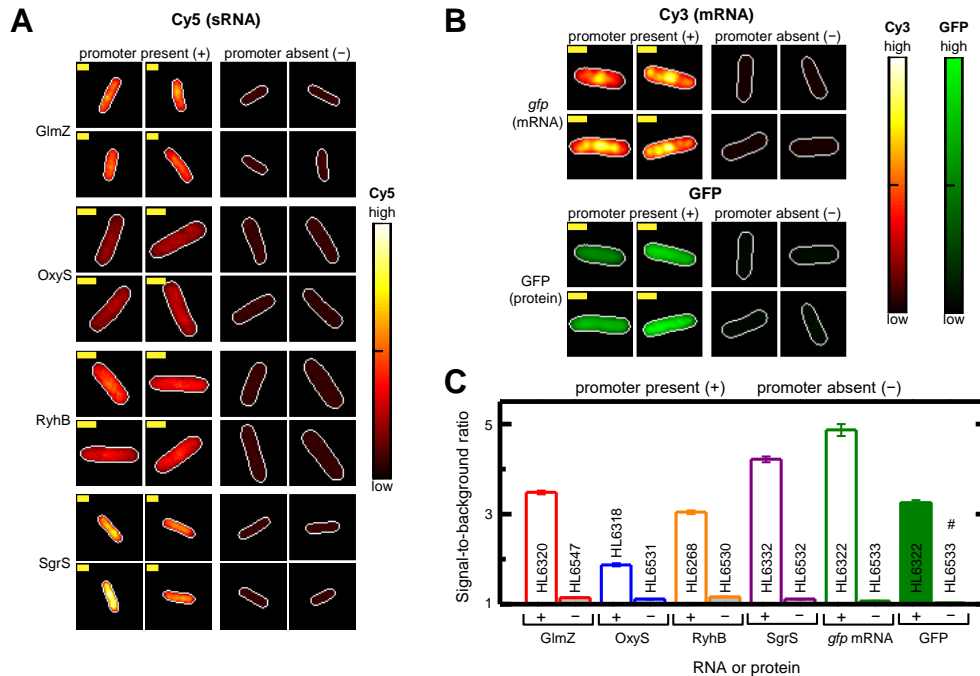 A
Cy5 (sRNA)
promoter present (+)
promoter absent (−)
GlmZ
OxyS
RyhB
SgrS
Cy5
high
low
B
Cy3 (mRNA)
promoter present (+)
promoter absent (−)
gfp
(mRNA)
GFP
promoter present (+)
promoter absent (−)
GFP
(protein)
Cy3
high
low
GFP
high
low
C
promoter present (+)
promoter absent (−)
Signal-to-background ratio
5
3
1
HL6320
HL6547
HL6318
HL6531
HL6268
HL6530
HL6332
HL6532
HL6322
HL6533
HL6322
HL6533
#
+ − + − + − + − + − + −
GlmZ OxyS RyhB SgrS gfp mRNA GFP
RNA or protein